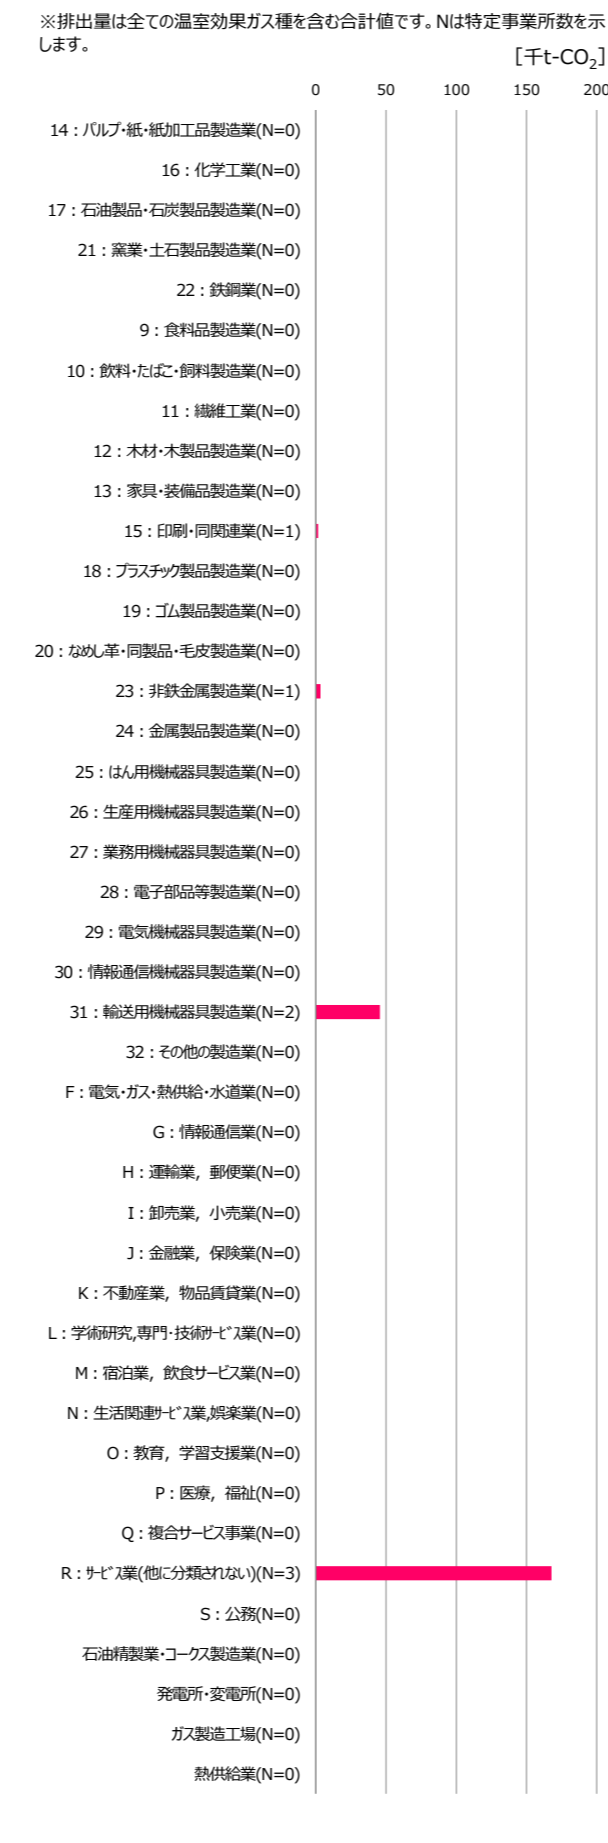 ※排出量は全ての温室効果ガス種を含む合計値です。Nは特定事業所数を示
します。
[千t-CO₂]
0 50 100 150 200
14：パルプ・紙・紙加工品製造業(N=0)
16：化学工業(N=0)
17：石油製品・石炭製品製造業(N=0)
21：窯業・土石製品製造業(N=0)
22：鉄鋼業(N=0)
9：食料品製造業(N=0)
10：飲料・たばこ・飼料製造業(N=0)
11：繊維工業(N=0)
12：木材・木製品製造業(N=0)
13：家具・装備品製造業(N=0)
15：印刷・同関連業(N=1)
18：プラスチック製品製造業(N=0)
19：ゴム製品製造業(N=0)
20：なめし革・同製品・毛皮製造業(N=0)
23：非鉄金属製造業(N=1)
24：金属製品製造業(N=0)
25：はん用機械器具製造業(N=0)
26：生産用機械器具製造業(N=0)
27：業務用機械器具製造業(N=0)
28：電子部品等製造業(N=0)
29：電気機械器具製造業(N=0)
30：情報通信機械器具製造業(N=0)
31：輸送用機械器具製造業(N=2)
32：その他の製造業(N=0)
F：電気・ガス・熱供給・水道業(N=0)
G：情報通信業(N=0)
H：運輸業，郵便業(N=0)
I：卸売業，小売業(N=0)
J：金融業，保険業(N=0)
K：不動産業，物品賃貸業(N=0)
L：学術研究,専門・技術ｻｰﾋﾞｽ業(N=0)
M：宿泊業，飲食サービス業(N=0)
N：生活関連ｻｰﾋﾞｽ業,娯楽業(N=0)
O：教育，学習支援業(N=0)
P：医療，福祉(N=0)
Q：複合サービス事業(N=0)
R：ｻｰﾋﾞｽ業(他に分類されない)(N=3)
S：公務(N=0)
石油精製業・コークス製造業(N=0)
発電所・変電所(N=0)
ガス製造工場(N=0)
熱供給業(N=0)